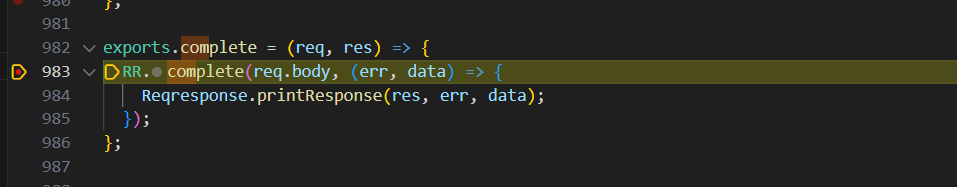 980 };
981
982 exports.complete = (req, res) => {
983 RR. complete(req.body, (err, data) => {
984 Reqresponse.printResponse(res, err, data);
985 });
986 };
987